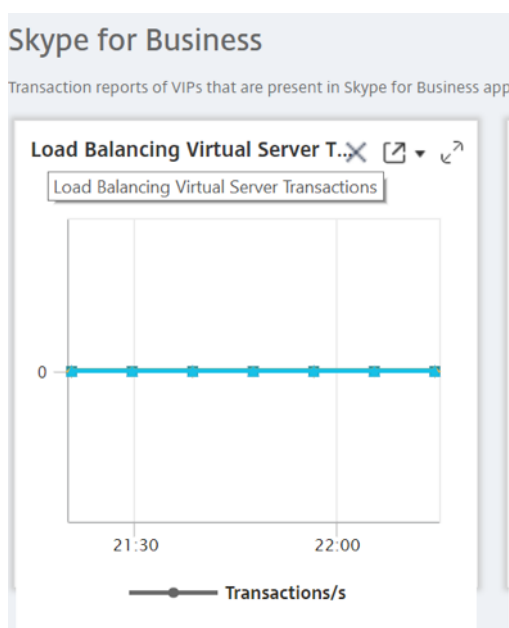 Skype for Business
Transaction reports of VIPs that are present in Skype for Business app
Load Balancing Virtual Server T...
Load Balancing Virtual Server Transactions
0
21:30 22:00
Transactions/s